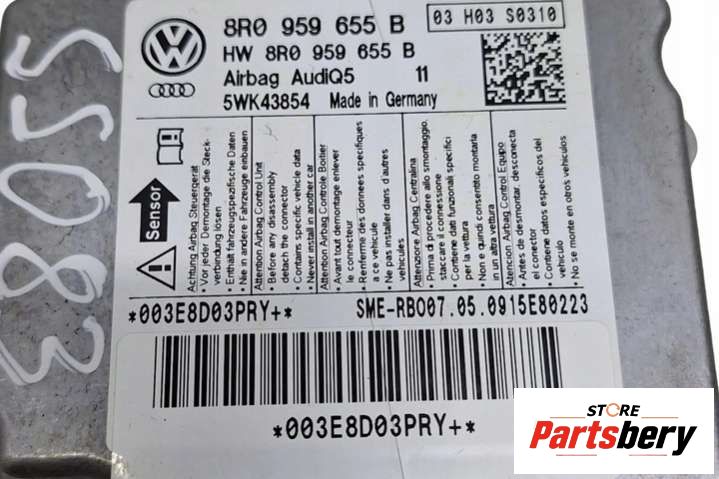 SS083
8R0 959 655 B
03 H03 S0310
HW 8R0 959 655 B
Airbag AudiQ5 11
5WK43854 Made in Germany
Sensor
Achtung Airbag Steuergerät
• Vor jeder Demontage die Steck-
verbindung lösen
• Enthält fahrzeugspezifische Daten
• Nie in andere Fahrzeuge einbauen
Attention Airbag Control Unit
• Before any disassembly
detach the connector
• Contains specific vehicle data
• Never install in another car
Attention Airbag Controle Boitier
• Avant tout demontage enlever
le connecteur
• Renferme des donnees specifiques
a ce vehicule
• Ne pas installer dans d'autres
vehicules
Attenzione Airbag Centralina
• Prima di procedere allo smontaggio,
staccare il connessione
• Contiene dati funzionali specifici
per la vettura
• Non e quindi consentito montarla
in un altra vettura
Atencion Airbag Control Equipo
• Antes de desmontar, desconecta
el conector
• Contiene datos especificos del
vehiculo
• No se monte en otros vehiculos
*003E8D03PRY+*
SME-RBO07.05.0915E80223
*003E8D03PRY+*
STORE
Partsbery